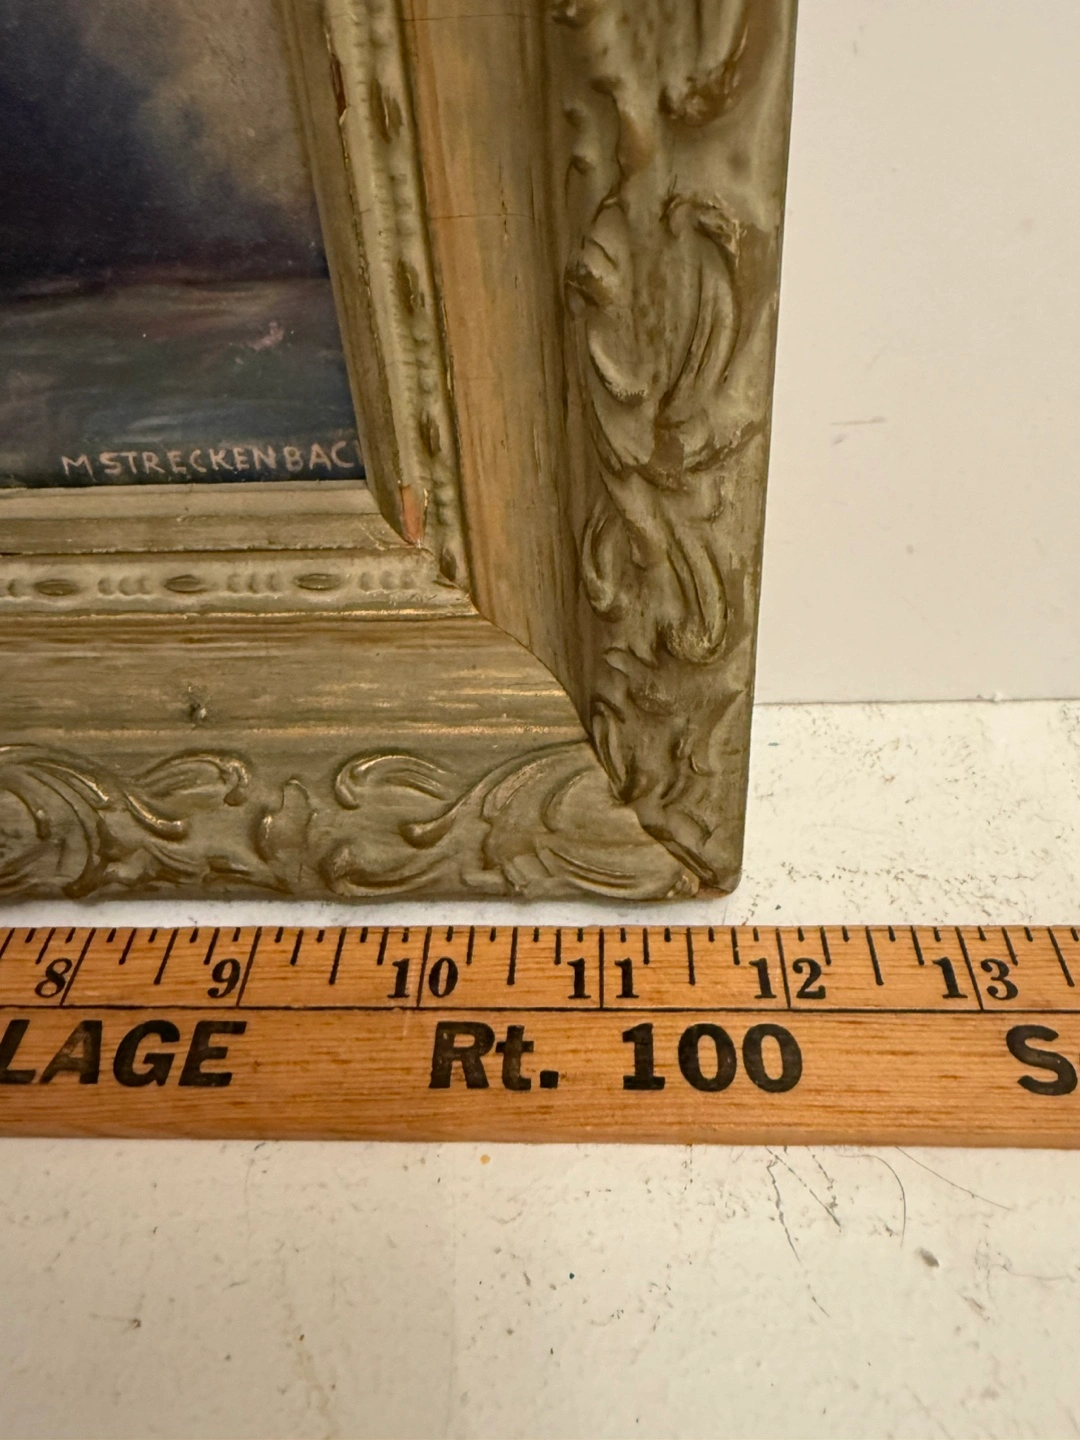 M STRECKENBAC
8 9 10 11 12 13
LAGE Rt. 100 S